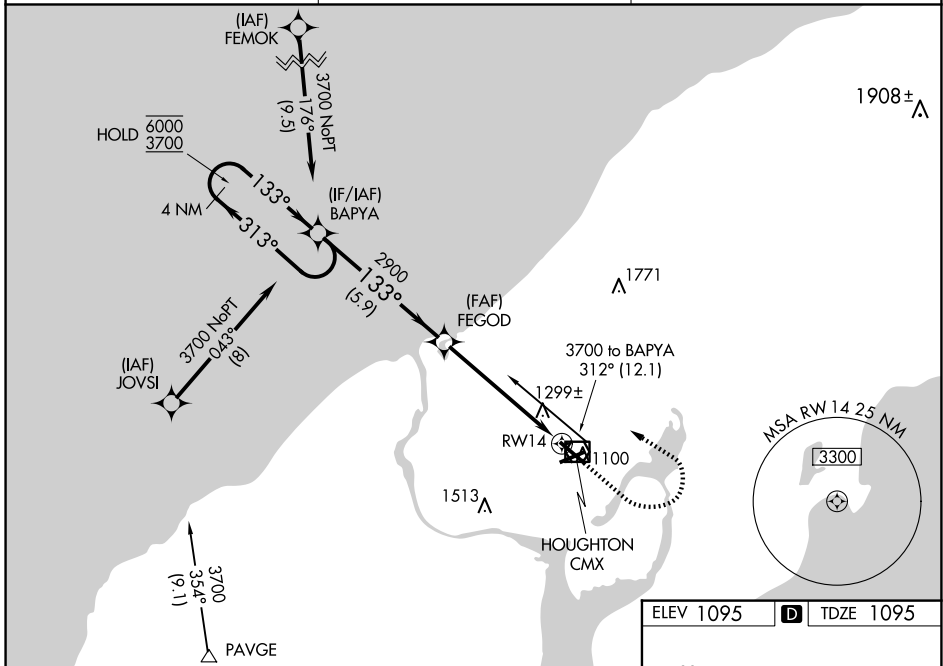 (IAF)
FEMOK
3700 NoPT
176°
(9.5)
1908±
HOLD
6000
3700
4 NM
133°
313°
(IF/IAF)
BAPYA
2900
133°
(5.9)
(FAF)
FEGOD
1771
3700 NoPT
043°
(8)
(IAF)
JOVSI
3700 to BAPYA
312° (12.1)
1299±
RW14
1100
1513
HOUGHTON
CMX
MSA RW 14 25 NM
3300
3700
354°
(9.1)
PAVGE
ELEV 1095 D TDZE 1095